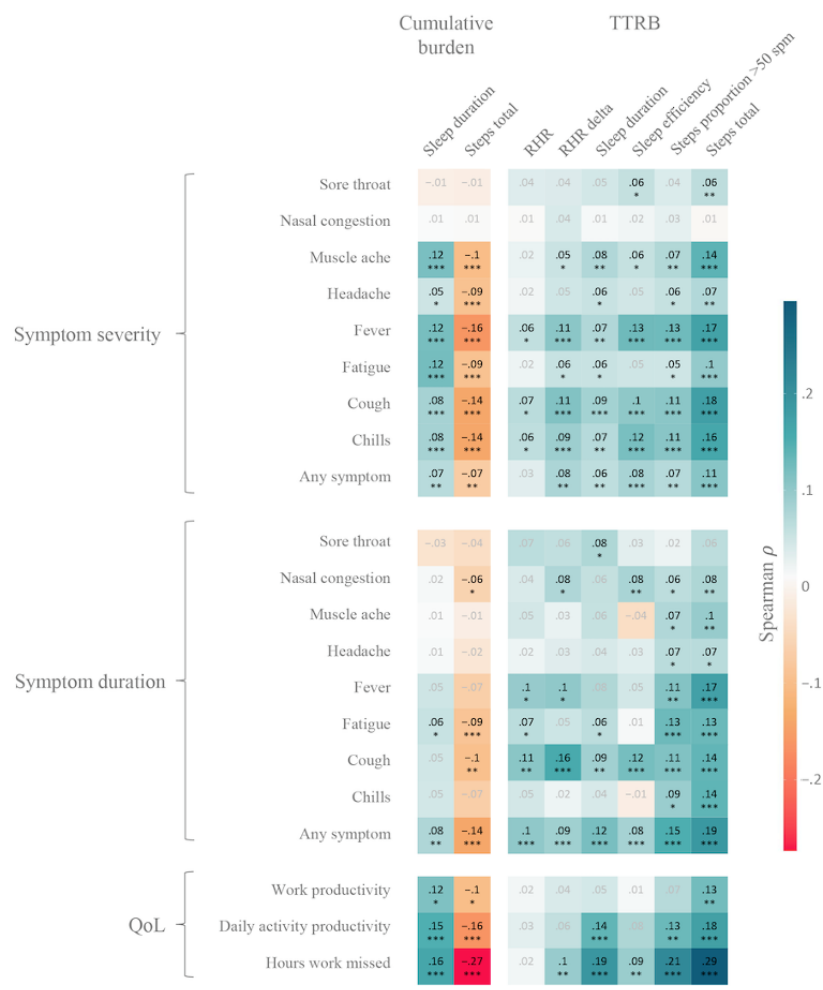 Cumulative burden
TTRB
Sleep duration
Steps total
RHR
RHR delta
Sleep duration
Sleep efficiency
Steps proportion >50 spm
Steps total
Symptom severity
Sore throat −.01 −.01 .04 .04 .05 .06 * .04 .06 **
Nasal congestion .01 .01 .01 .04 .01 .02 .03 .01
Muscle ache .12 *** −.1 *** .02 .05 * .08 ** .06 * .07 ** .14 ***
Headache .05 * −.09 *** .02 .05 .06 * .05 .06 * .07 **
Fever .12 *** −.16 *** .06 * .11 *** .07 ** .13 *** .13 *** .17 ***
Fatigue .12 *** −.09 *** .02 .06 * .06 * .05 .05 * .1 ***
Cough .08 *** −.14 *** .07 * .11 *** .09 *** .1 *** .11 *** .18 ***
Chills .08 *** −.14 *** .06 * .09 *** .07 ** .12 *** .11 *** .16 ***
Any symptom .07 ** −.07 ** .03 .08 ** .06 ** .08 *** .07 ** .11 ***
Symptom duration
Sore throat −.03 −.04 .07 .06 .08 * .03 .02 .06
Nasal congestion .02 −.06 * .04 .08 * .06 .08 ** .06 * .08 **
Muscle ache .01 −.01 .05 .03 .06 −.04 .07 * .1 **
Headache .01 −.02 .02 .03 .04 .03 .07 * .07 *
Fever .05 −.07 .1 * .1 * .06 .05 .11 ** .17 ***
Fatigue .06 * −.09 *** .07 * .05 .06 * .01 .13 *** .13 ***
Cough .05 −.1 ** .11 ** .16 *** .09 ** .12 *** .11 *** .14 ***
Chills .05 −.07 .05 .02 .04 −.01 .09 * .14 ***
Any symptom .08 ** −.14 *** .1 *** .09 *** .12 *** .08 *** .15 *** .19 ***
QoL
Work productivity .12 * −.1 * .02 .04 .05 .01 .07 .13 **
Daily activity productivity .15 *** −.16 *** .03 .06 .14 *** .08 .13 ** .18 ***
Hours work missed .16 *** −.27 *** .02 .1 ** .19 *** .09 ** .21 *** .29 ***
Spearman ρ
.2
.1
0
−.1
−.2